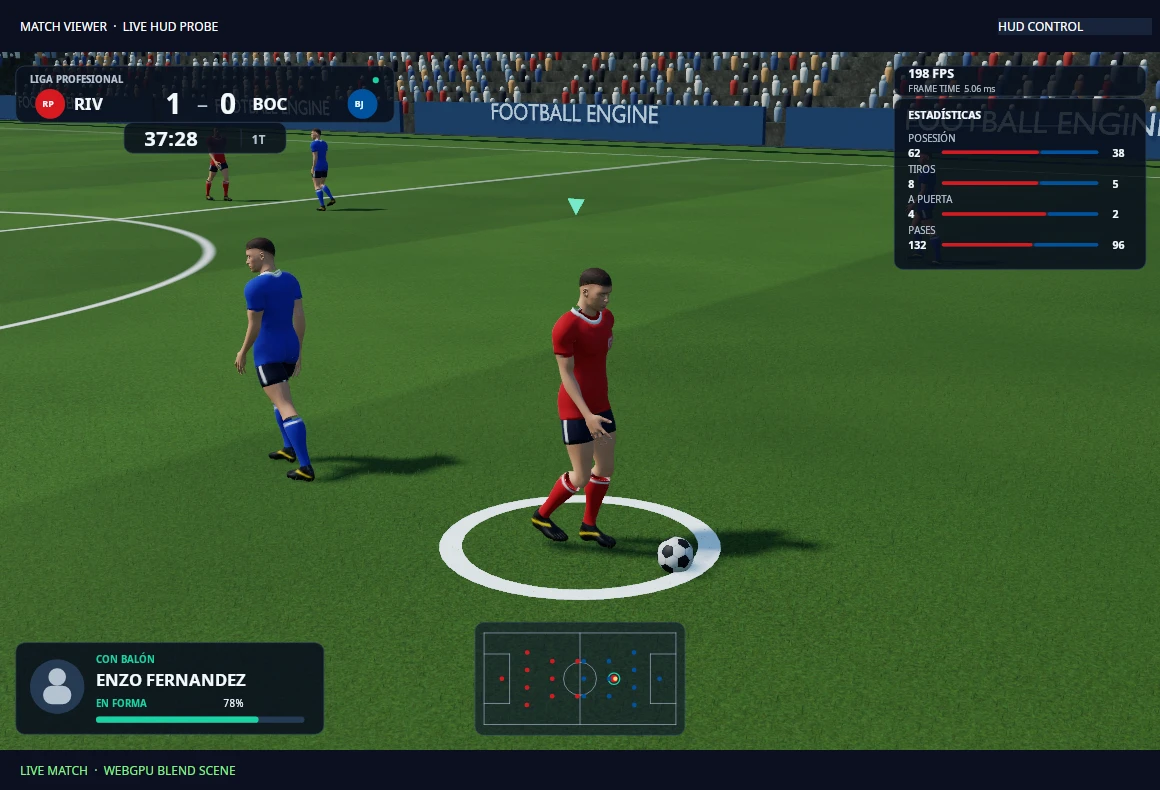 MATCH VIEWER · LIVE HUD PROBE
HUD CONTROL
LIGA PROFESIONAL
RP RIV 1 – 0 BOC BJ
37:28 1T
FOOTBALL ENGINE
198 FPS
FRAME TIME 5.06 ms
FOOTBALL ENGINE
ESTADÍSTICAS
POSESIÓN
62 38
TIROS
8 5
A PUERTA
4 2
PASES
132 96
CON BALÓN
ENZO FERNANDEZ
EN FORMA 78%
LIVE MATCH · WEBGPU BLEND SCENE